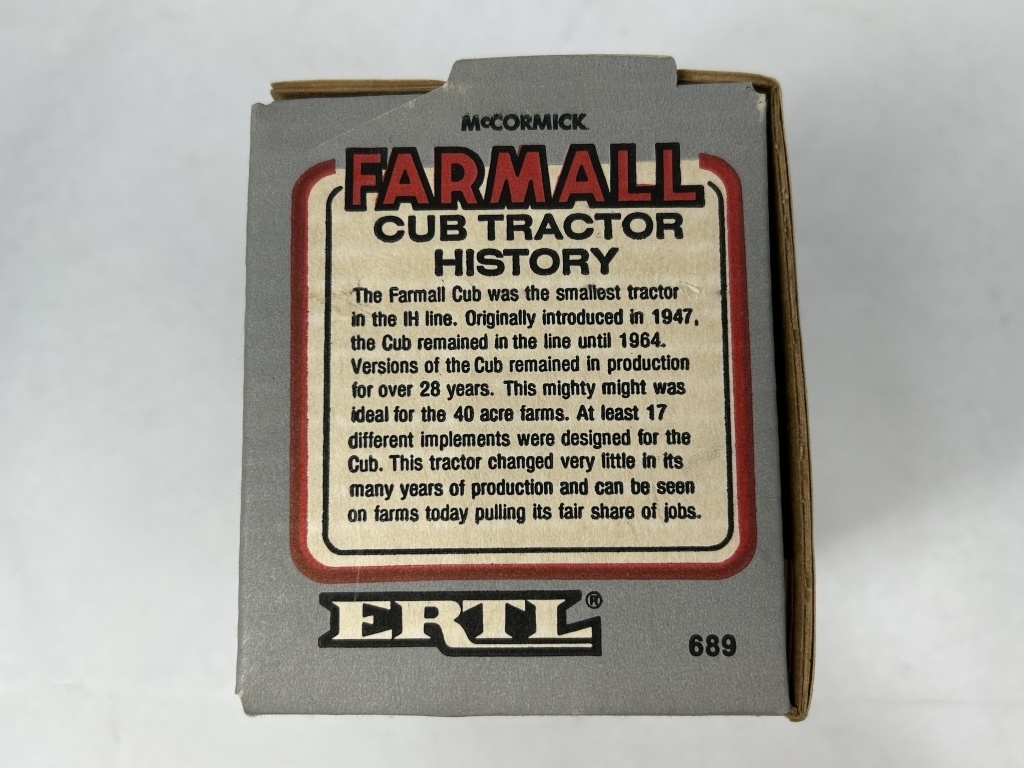 McCORMICK
FARMALL
CUB TRACTOR
HISTORY
The Farmall Cub was the smallest tractor
in the IH line. Originally introduced in 1947,
the Cub remained in the line until 1964.
Versions of the Cub remained in production
for over 28 years. This mighty might was
ideal for the 40 acre farms. At least 17
different implements were designed for the
Cub. This tractor changed very little in its
many years of production and can be seen
on farms today pulling its fair share of jobs.
ERTL®
689